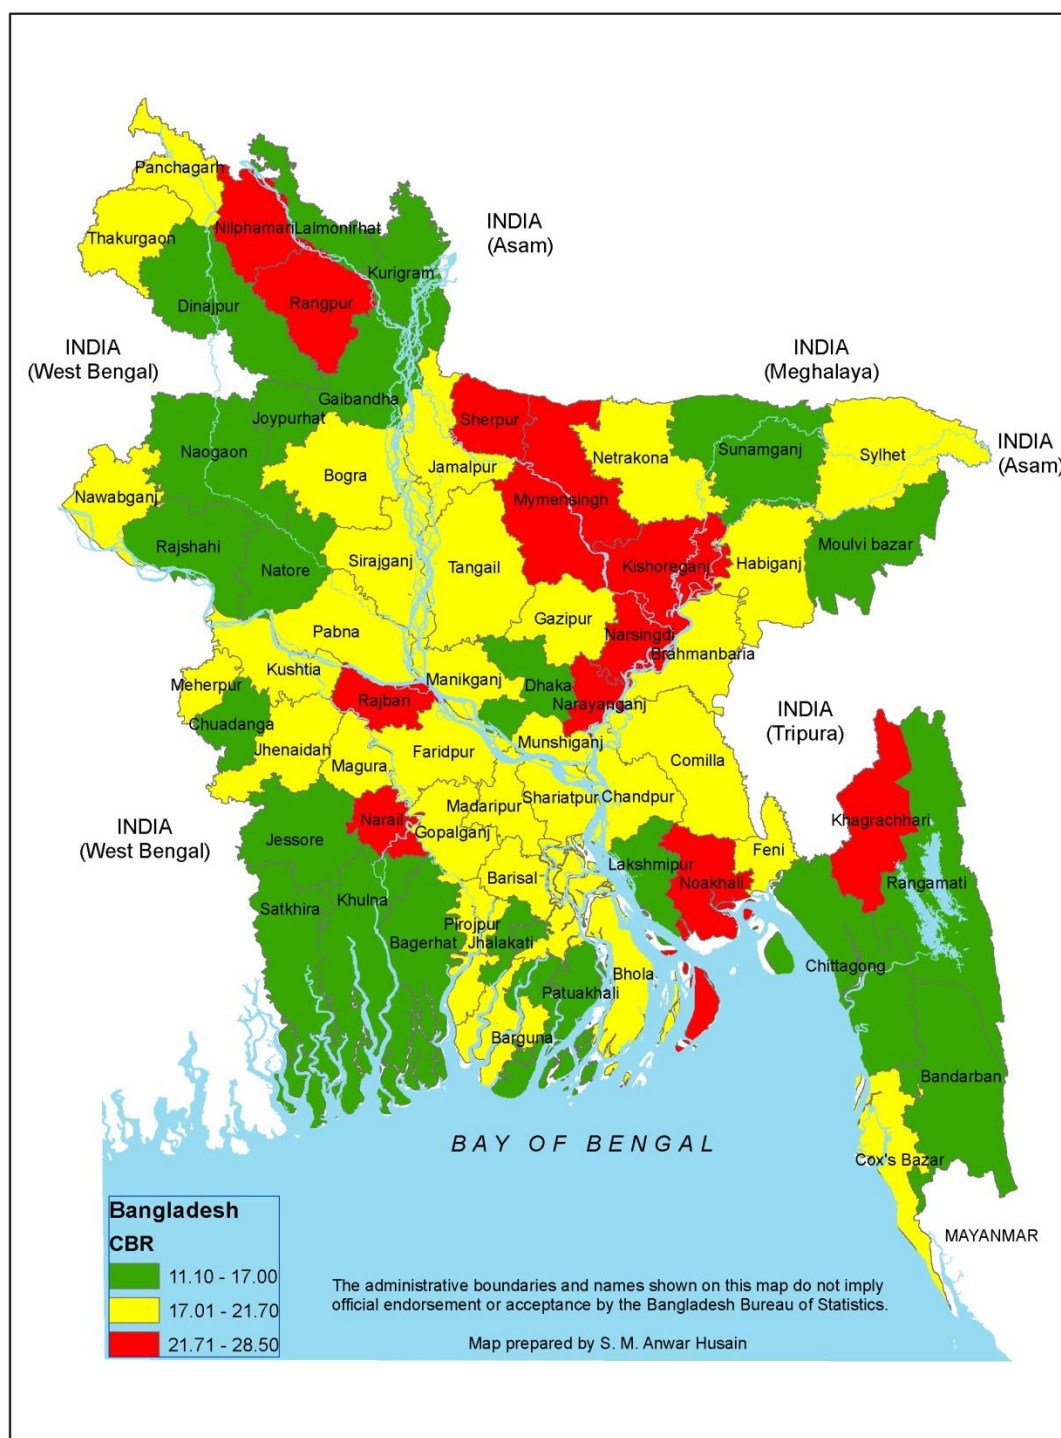 Panchagarh
INDIA
(Asam)
Nilphamari
Lalmonirhat
Thakurgaon
Kurigram
Dinajpur
Rangpur
INDIA
(West Bengal)
INDIA
(Meghalaya)
Gaibandha
Joypurhat
Sherpur
Naogaon
Sunamganj
Netrakona
Sylhet
INDIA
(Asam)
Bogra
Jamalpur
Nawabganj
Mymensingh
Rajshahi
Moulvi bazar
Natore
Sirajganj
Tangail
Kishoreganj
Habiganj
Gazipur
Pabna
Narsingdi
Brahmanbaria
Kushtia
Meherpur
Manikganj
Dhaka
Rajbari
Narayanganj
INDIA
(Tripura)
Chuadanga
Jhenaidah
Munshiganj
Faridpur
Magura
Comilla
Shariatpur
Chandpur
Madaripur
Khagrachhari
INDIA
(West Bengal)
Narail
Gopalganj
Jessore
Feni
Lakshmipur
Barisal
Noakhali
Rangamati
Khulna
Satkhira
Pirojpur
Bagerhat
Jhalakati
Chittagong
Bhola
Patuakhali
Barguna
Bandarban
BAY OF BENGAL
Cox's Bazar
MAYANMAR
Bangladesh
CBR
11.10 - 17.00
17.01 - 21.70
21.71 - 28.50
The administrative boundaries and names shown on this map do not imply
official endorsement or acceptance by the Bangladesh Bureau of Statistics.
Map prepared by S. M. Anwar Husain